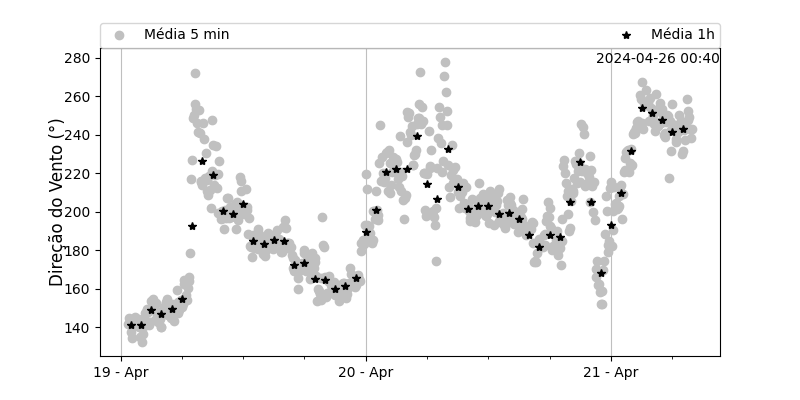 Média 5 min
Média 1h
2024-04-26 00:40
Direção do Vento (°)
280
260
240
220
200
180
160
140
19 - Apr
20 - Apr
21 - Apr